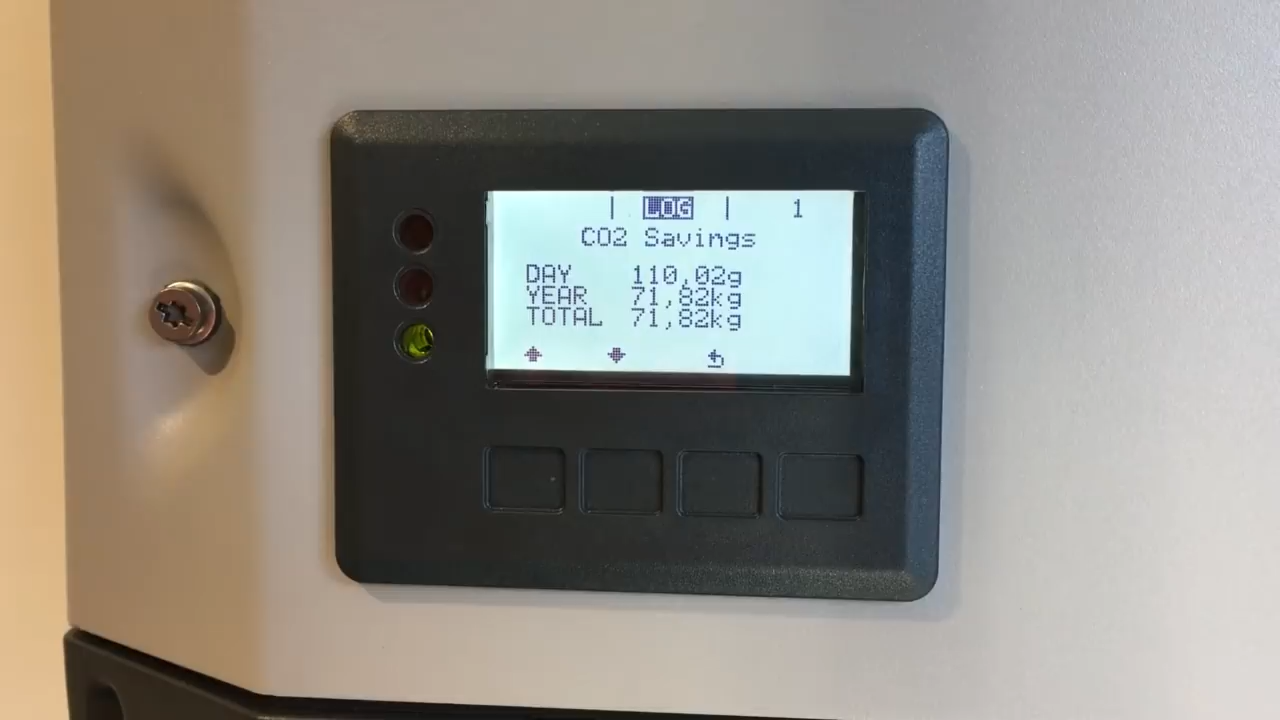 | LOG | 1
CO2 Savings
DAY 110,02g
YEAR 71,82kg
TOTAL 71,82kg